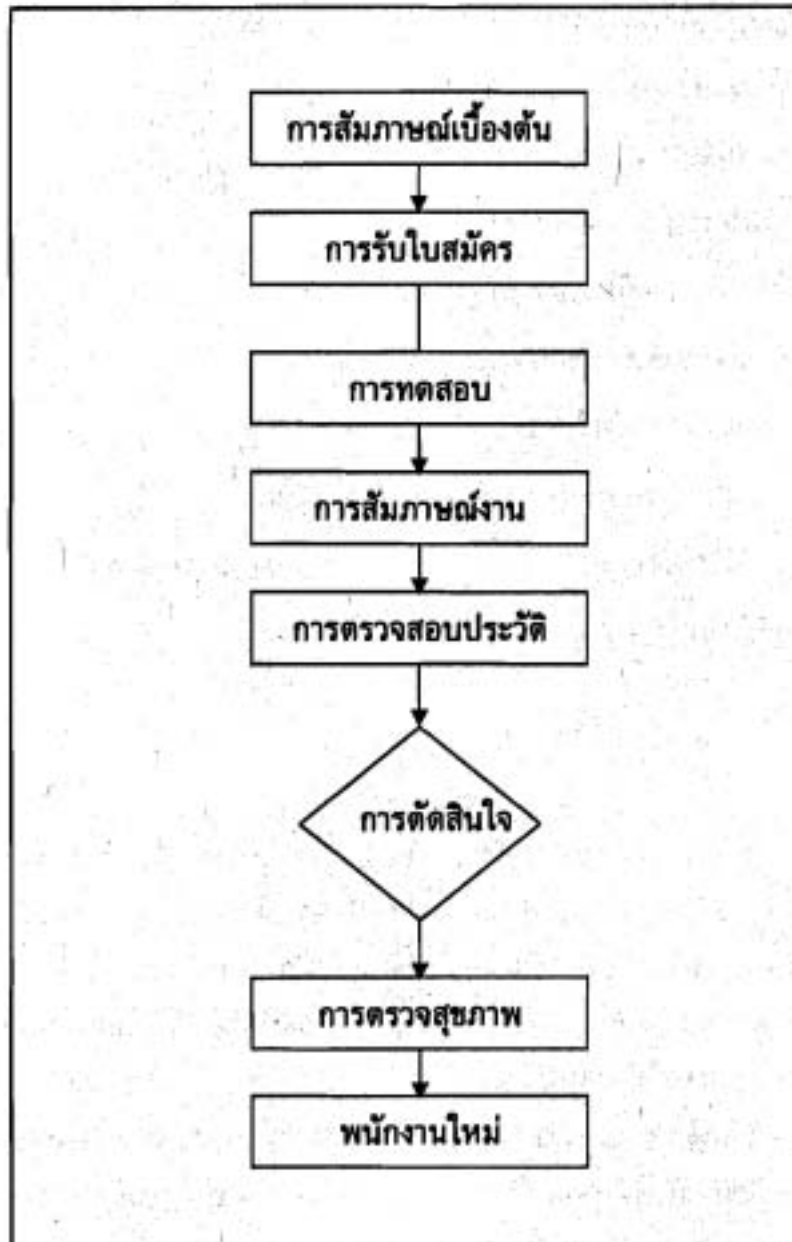 การสัมภาษณ์เบื้องต้น
การรับใบสมัคร
การทดสอบ
การสัมภาษณ์งาน
การตรวจสอบประวัติ
การตัดสินใจ
การตรวจสุขภาพ
พนักงานใหม่